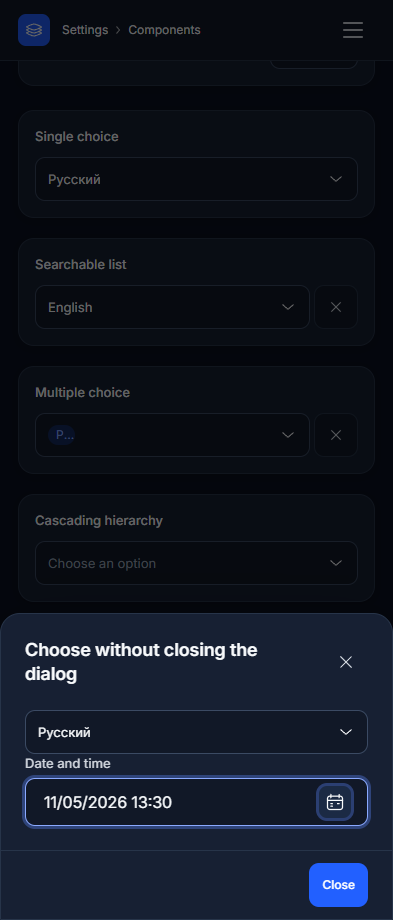 Settings > Components
Single choice
Русский
Searchable list
English
Multiple choice
P...
Cascading hierarchy
Choose an option
Choose without closing the
dialog
Русский
Date and time
11/05/2026 13:30
Close